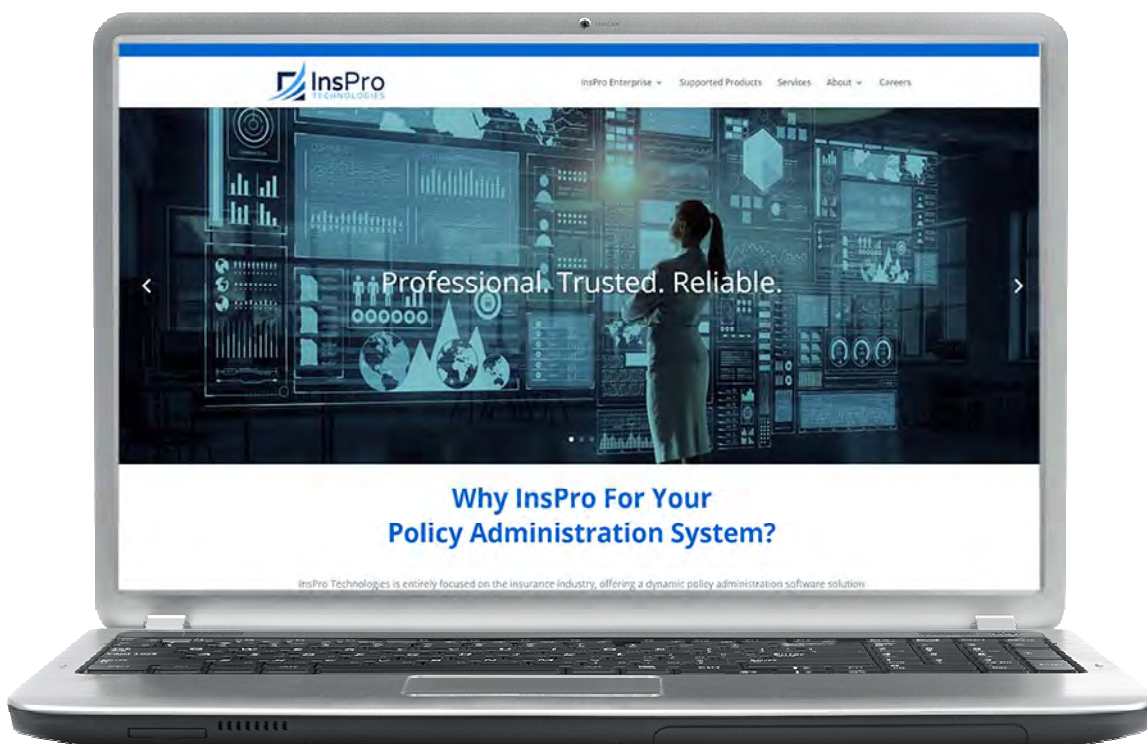 InsPro
TECHNOLOGIES
InsPro Enterprise
Supported Products
Services
About
Careers
Professional. Trusted. Reliable.
Why InsPro For Your
Policy Administration System?
InsPro Technologies is entirely focused on the insurance industry, offering a dynamic policy administration software solution